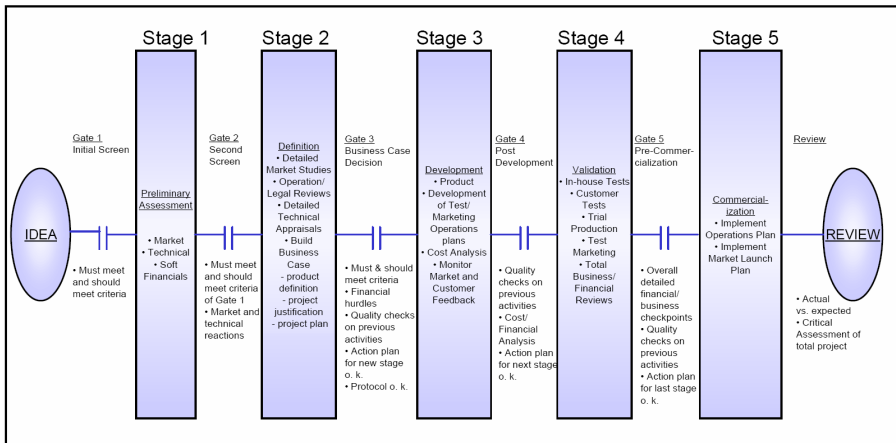 Stage 1
Stage 2
Stage 3
Stage 4
Stage 5
IDEA
Gate 1
Initial Screen
• Must meet
and should
meet criteria
Preliminary
Assessment
• Market
• Technical
• Soft
Financials
Gate 2
Second
Screen
• Must meet
and should
meet criteria
of Gate 1
• Market and
technical
reactions
Definition
• Detailed
Market Studies
• Operation/
Legal Reviews
• Detailed
Technical
Appraisals
• Build
Business
Case
- product
definition
- project
justification
- project plan
Gate 3
Business Case
Decision
• Must & should
meet criteria
• Financial
hurdles
• Quality checks
on previous
activities
• Action plan
for new stage
o. k.
• Protocol o. k.
Development
• Product
• Development
of Test/
Marketing
Operations
plans
• Cost Analysis
• Monitor
Market and
Customer
Feedback
Gate 4
Post
Development
• Quality
checks on
previous
activities
• Cost/
Financial
Analysis
• Action plan
for next stage
o. k.
Validation
• In-house Tests
• Customer
Tests
• Trial
Production
• Test
Marketing
• Total
Business/
Financial
Reviews
Gate 5
Pre-Commer-
cialization
• Overall
detailed
financial/
business
checkpoints
• Quality
checks on
previous
activities
• Action plan
for last stage
o. k.
Commercial-
ization
• Implement
Operations Plan
• Implement
Market Launch
Plan
Review
REVIEW
• Actual
vs. expected
• Critical
Assessment of
total project